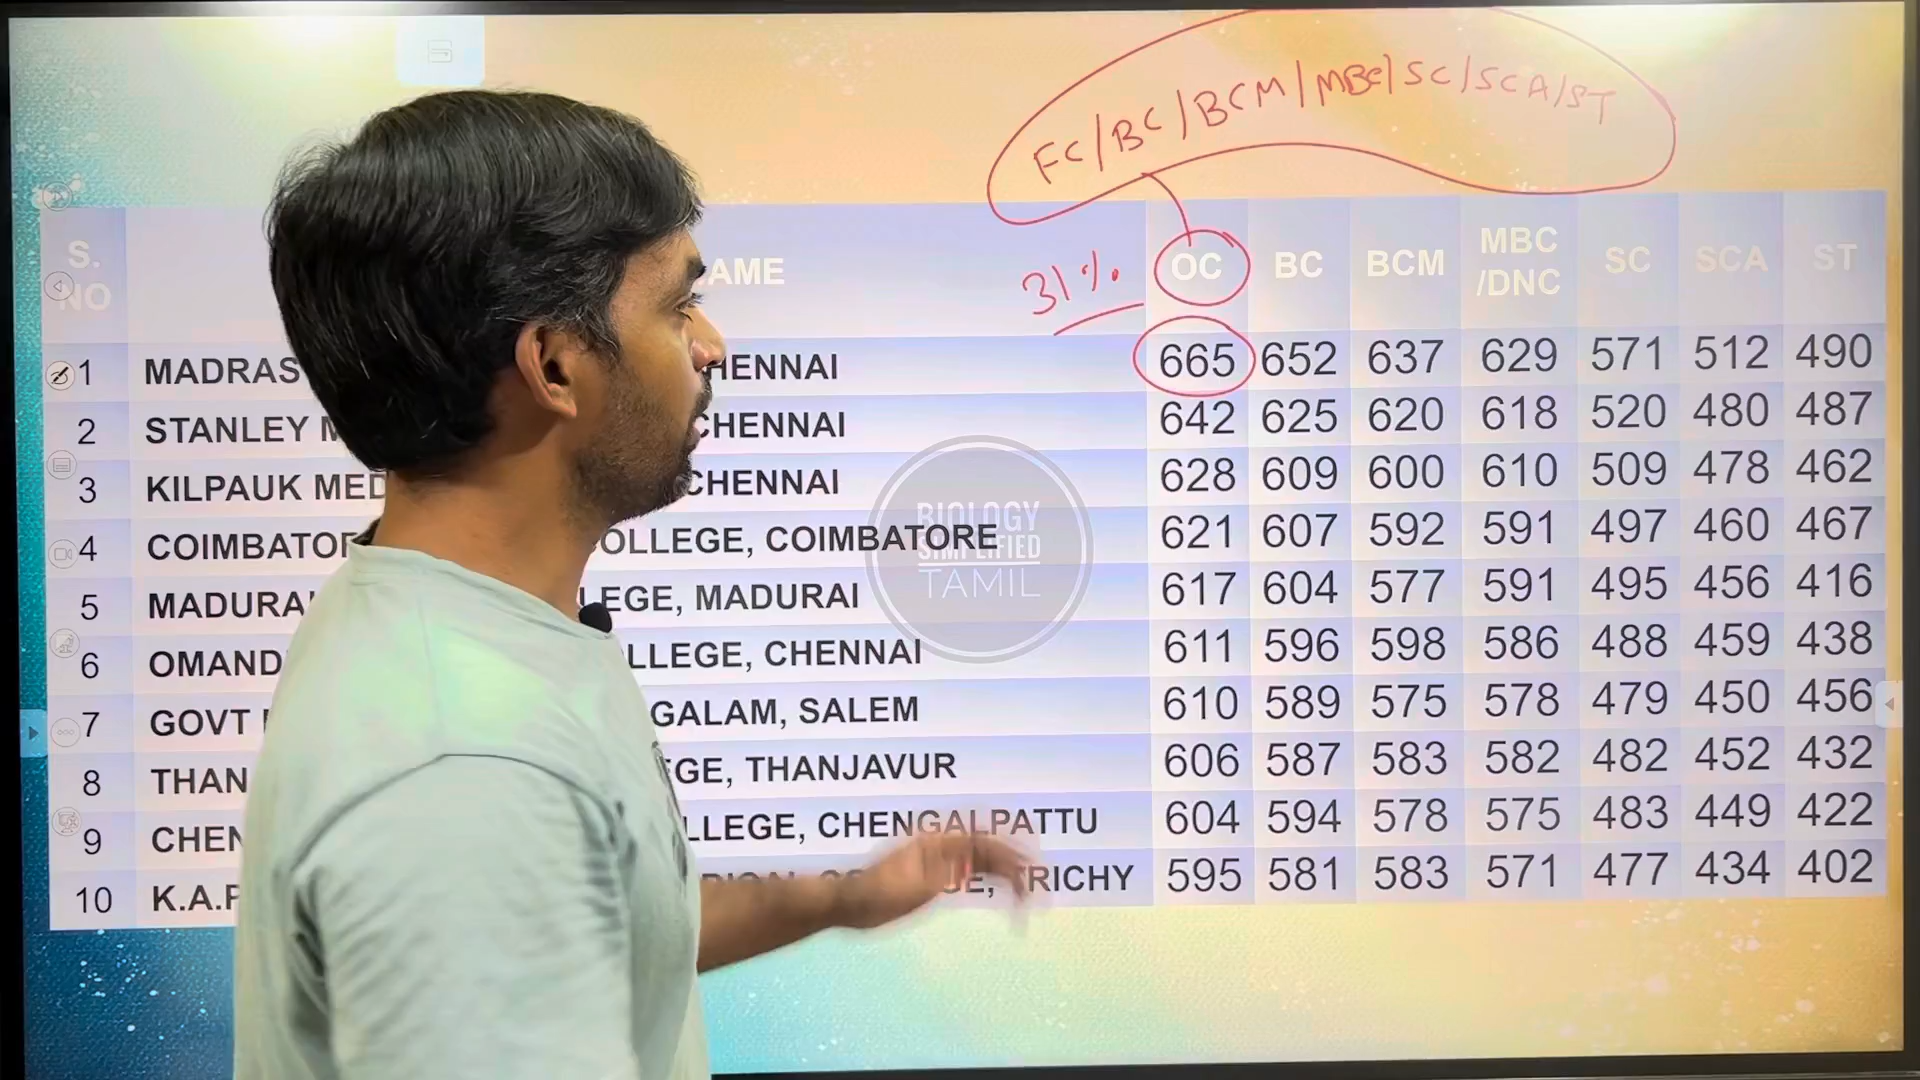 FC/BC/BCM/MBC/SC/SCA/ST
31%
S. NO AME OC BC BCM MBC /DNC SC SCA ST
1 MADRAS HENNAI 665 652 637 629 571 512 490
2 STANLEY CHENNAI 642 625 620 618 520 480 487
3 KILPAUK MED CHENNAI 628 609 600 610 509 478 462
4 COLLEGE, COIMBATORE 621 607 592 591 497 460 467
5 LEGE, MADURAI 617 604 577 591 495 456 416
6 OMAND LLEGE, CHENNAI 611 596 598 586 488 459 438
7 GOVT GALAM, SALEM 610 589 575 578 479 450 456
8 THAN GE, THANJAVUR 606 587 583 582 482 452 432
9 CHEN LLEGE, CHENGALPATTU 604 594 578 575 483 449 422
10 K.A.P RICHY 595 581 583 571 477 434 402
BIOLOGY
SIMPLIFIED
TAMIL